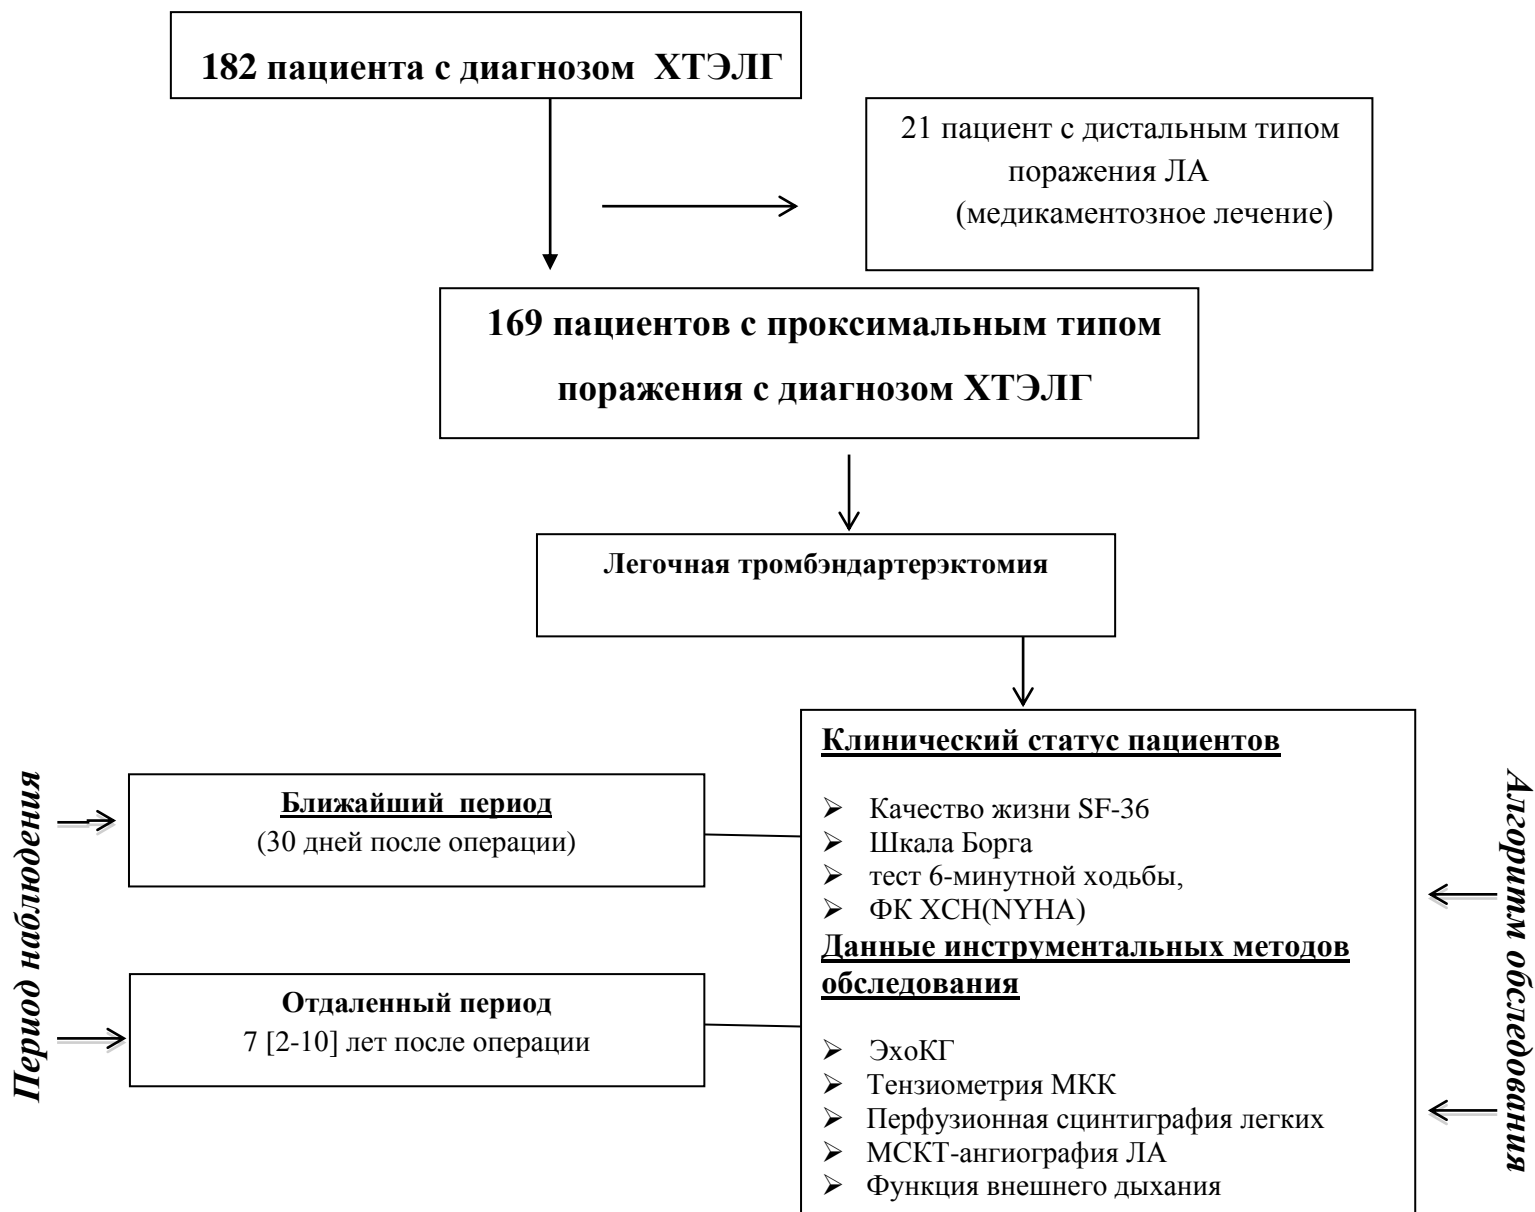 182 пациента с диагнозом ХТЭЛГ
21 пациент с дистальным типом
поражения ЛА
(медикаментозное лечение)
169 пациентов с проксимальным типом
поражения с диагнозом ХТЭЛГ
Легочная тромбэндартерэктомия
Период наблюдения
Ближайший период
(30 дней после операции)
Отдаленный период
7 [2-10] лет после операции
Клинический статус пациентов
➢ Качество жизни SF-36
➢ Шкала Борга
➢ тест 6-минутной ходьбы,
➢ ФК ХСН(NYHA)
Данные инструментальных методов
обследования
➢ ЭхоКГ
➢ Тензиометрия МКК
➢ Перфузионная сцинтиграфия легких
➢ МСКТ-ангиография ЛА
➢ Функция внешнего дыхания
Алгоритм обследования